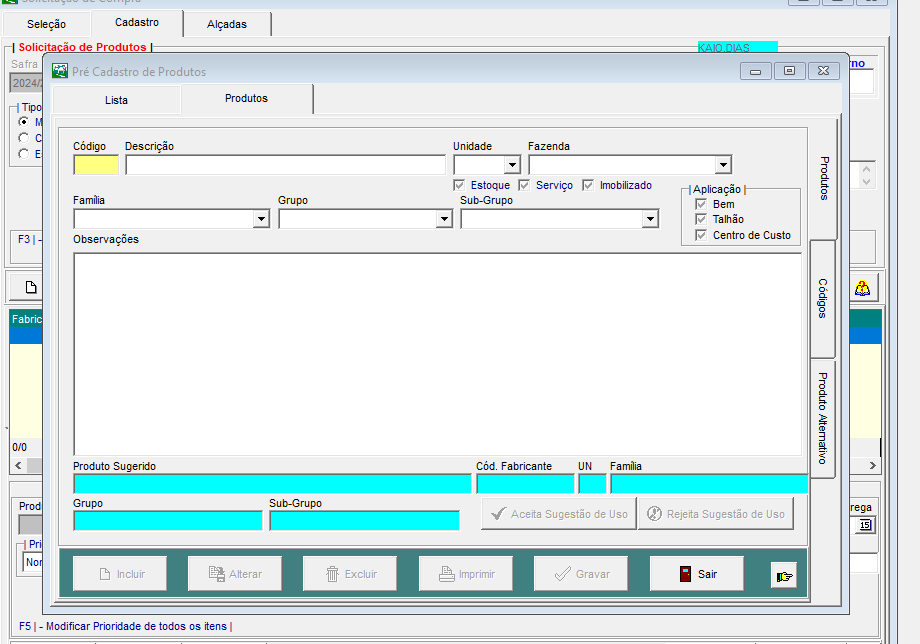 Solicitação de Compra
Seleção
Cadastro
Alçadas
Solicitação de Produtos
KAIO.DIAS
Safra
rno
2024/2
Tipo
M
C
E
F3 | -
Fabric
0/0
Prod
rega
15
Pri
Nor
F5 | - Modificar Prioridade de todos os itens |
Pré Cadastro de Produtos
Lista
Produtos
Código
Descrição
Unidade
Fazenda
Estoque
Serviço
Imobilizado
Família
Grupo
Sub-Grupo
Aplicação
Bem
Talhão
Centro de Custo
Observações
Produtos
Códigos
Produto Alternativo
Produto Sugerido
Cód. Fabricante
UN
Família
Grupo
Sub-Grupo
Aceita Sugestão de Uso
Rejeita Sugestão de Uso
Incluir
Alterar
Excluir
Imprimir
Gravar
Sair